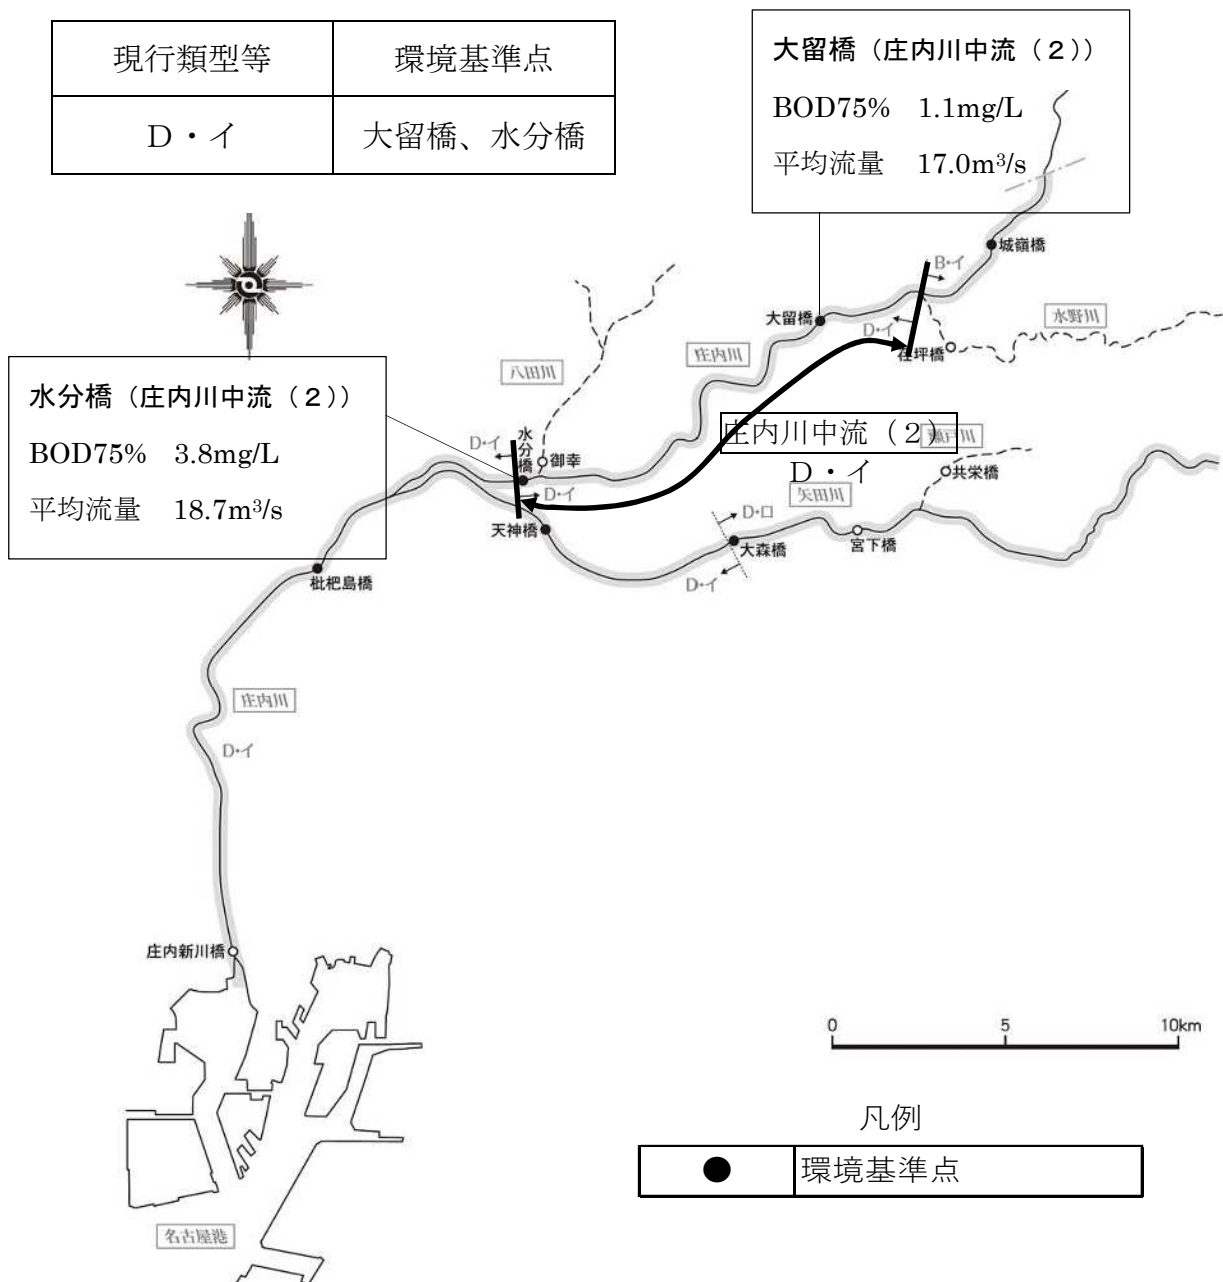 現行類型等
環境基準点
D・イ
大留橋、水分橋
大留橋（庄内川中流（２））
BOD75%　1.1mg/L
平均流量　17.0m³/s
城嶺橋
B・イ
大留橋
D・イ
水野川
庄内川
八田川
水分橋（庄内川中流（２））
BOD75%　3.8mg/L
平均流量　18.7m³/s
水分橋
D・イ
御幸
庄内川中流（２）
瀬戸川
D・イ
共栄橋
D・イ
矢田川
天神橋
D・ロ
大森橋
宮下橋
D・イ
枇杷島橋
庄内川
D・イ
庄内新川橋
0
5
10km
凡例
●
環境基準点
名古屋港